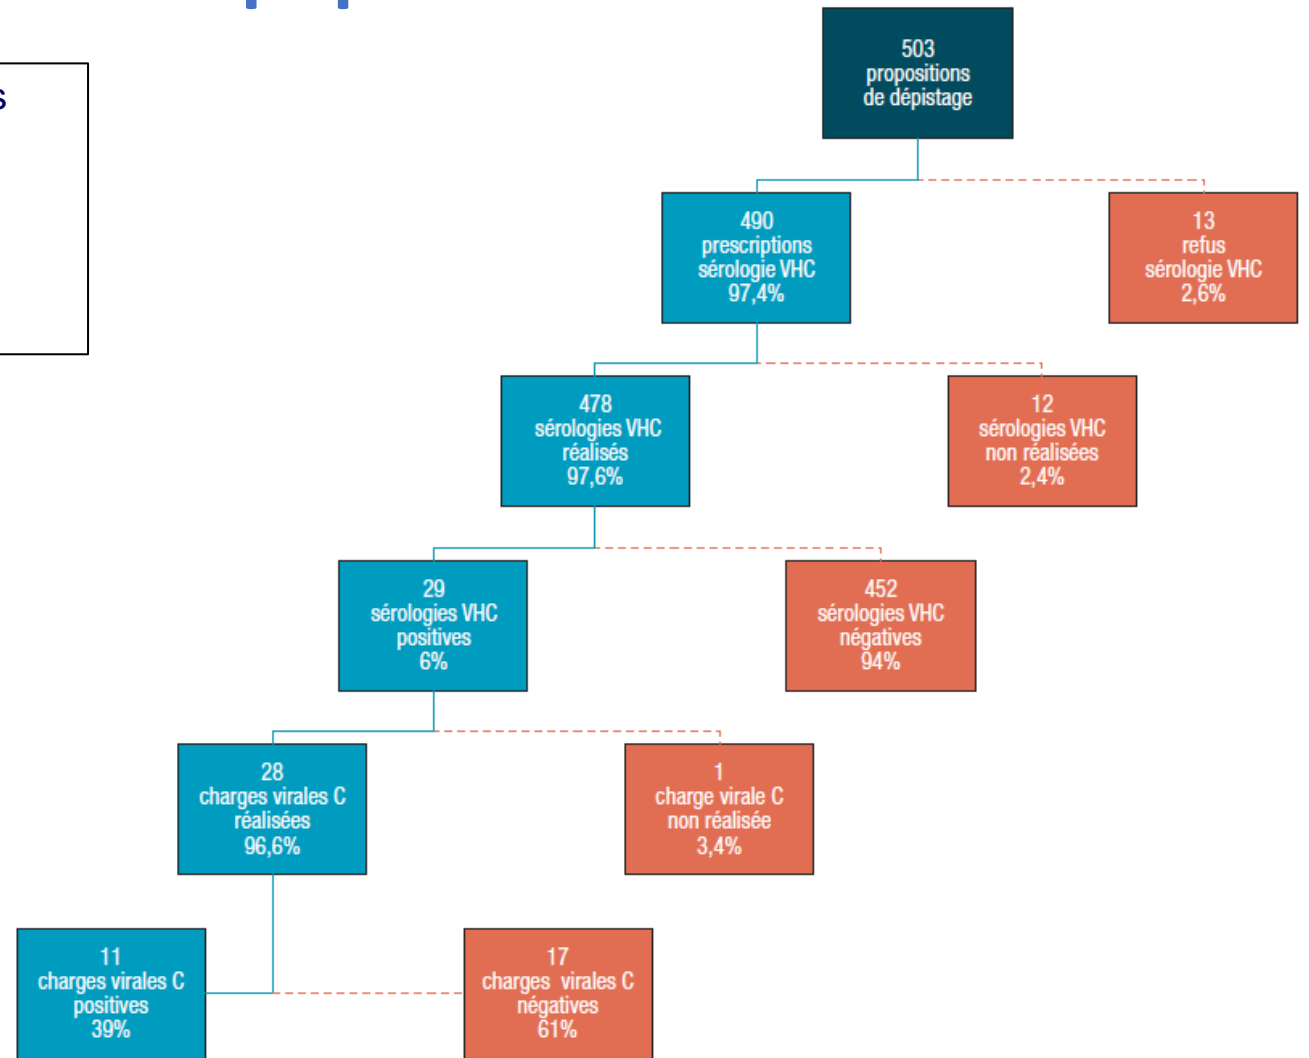 s
503
propositions
de dépistage
490
prescriptions
sérologie VHC
97,4%
13
refus
sérologie VHC
2,6%
478
sérologies VHC
réalisés
97,6%
12
sérologies VHC
non réalisées
2,4%
29
sérologies VHC
positives
6%
452
sérologies VHC
négatives
94%
28
charges virales C
réalisées
96,6%
1
charge virale C
non réalisée
3,4%
11
charges virales C
positives
39%
17
charges virales C
négatives
61%